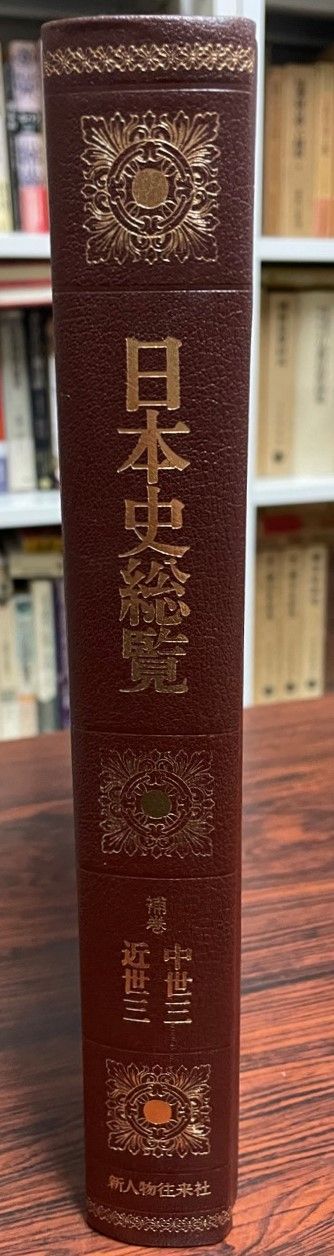 日本史総覧
補巻
中世三
近世三
新人物往来社